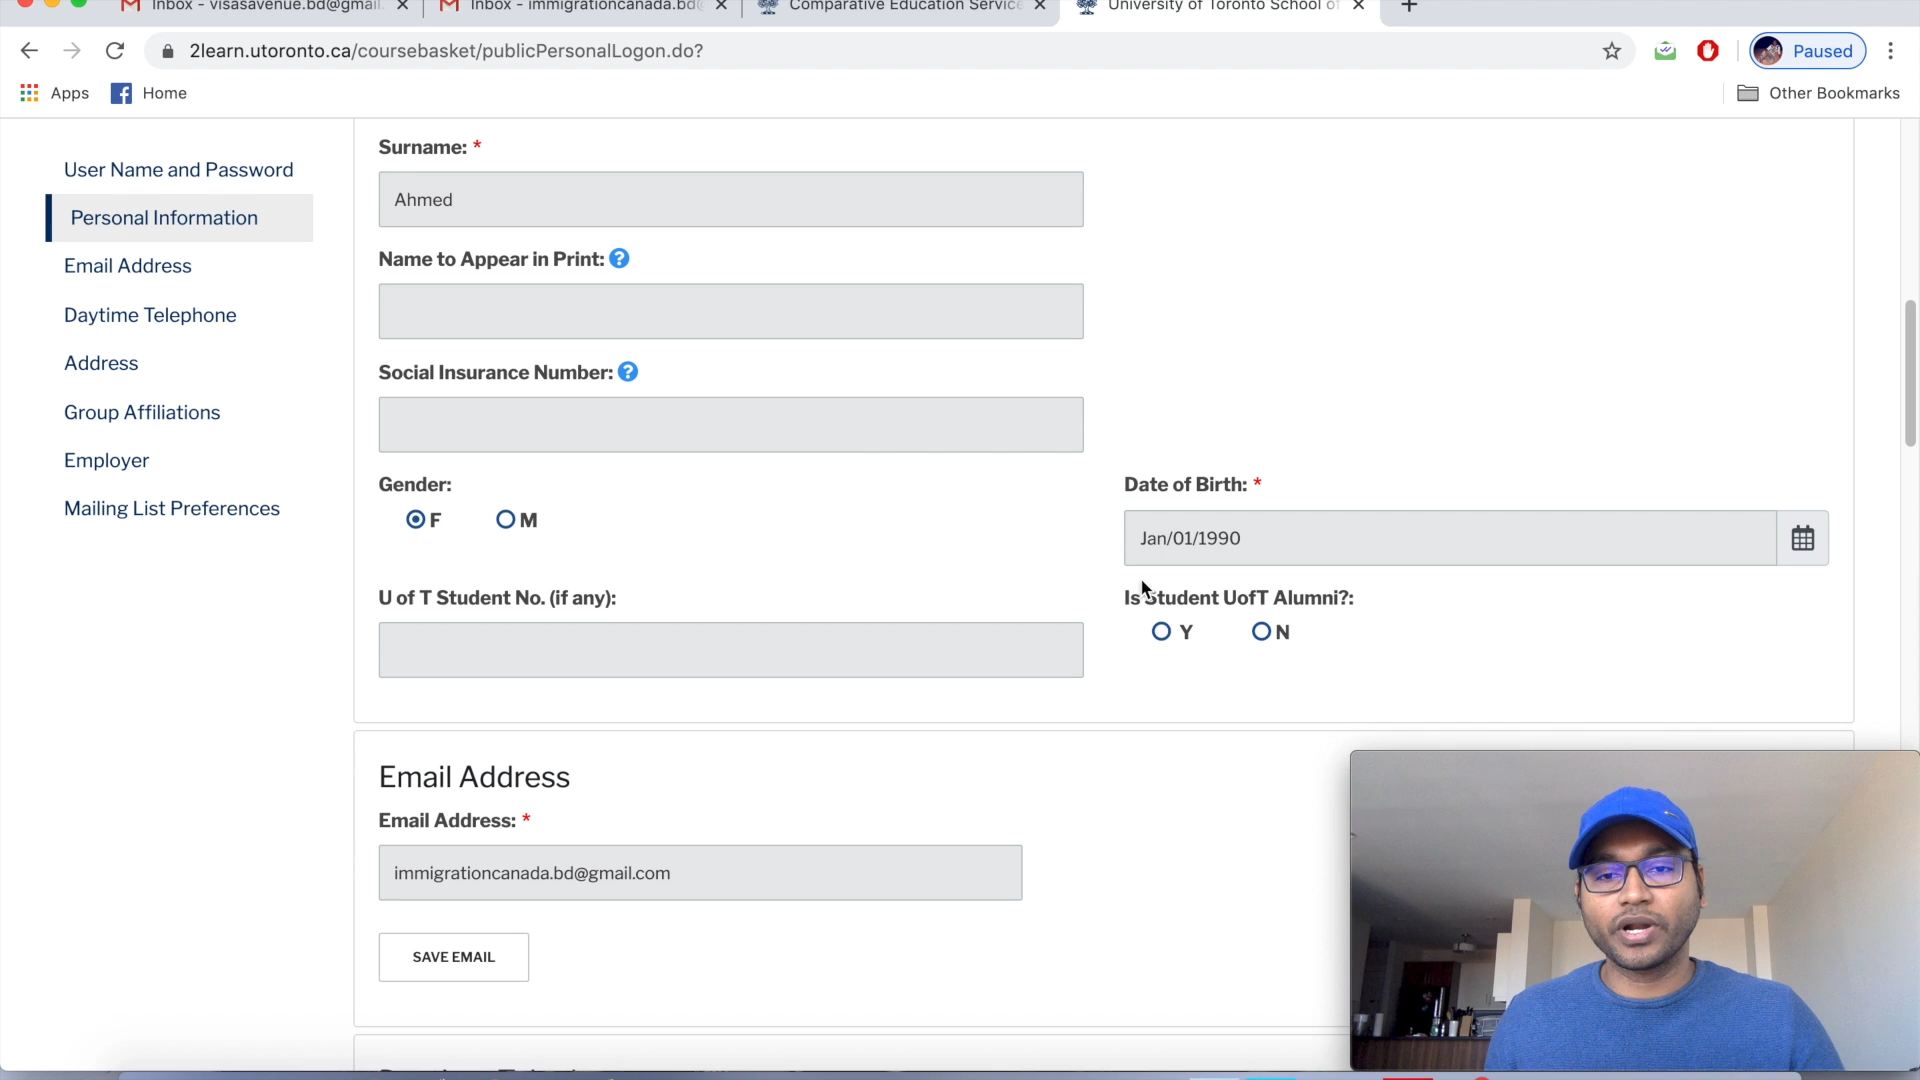 Inbox - visasavenue.bd@gmail.
Inbox - immigrationcanada.bd@
Comparative Education Service
University of Toronto School of
2learn.utoronto.ca/coursebasket/publicPersonalLogon.do?
Paused
Apps
Home
Other Bookmarks
User Name and Password
Personal Information
Email Address
Daytime Telephone
Address
Group Affiliations
Employer
Mailing List Preferences
Surname: *
Ahmed
Name to Appear in Print: ?
Social Insurance Number: ?
Gender:
F M
Date of Birth: *
Jan/01/1990
U of T Student No. (if any):
Is Student UofT Alumni?:
Y N
Email Address
Email Address: *
immigrationcanada.bd@gmail.com
SAVE EMAIL